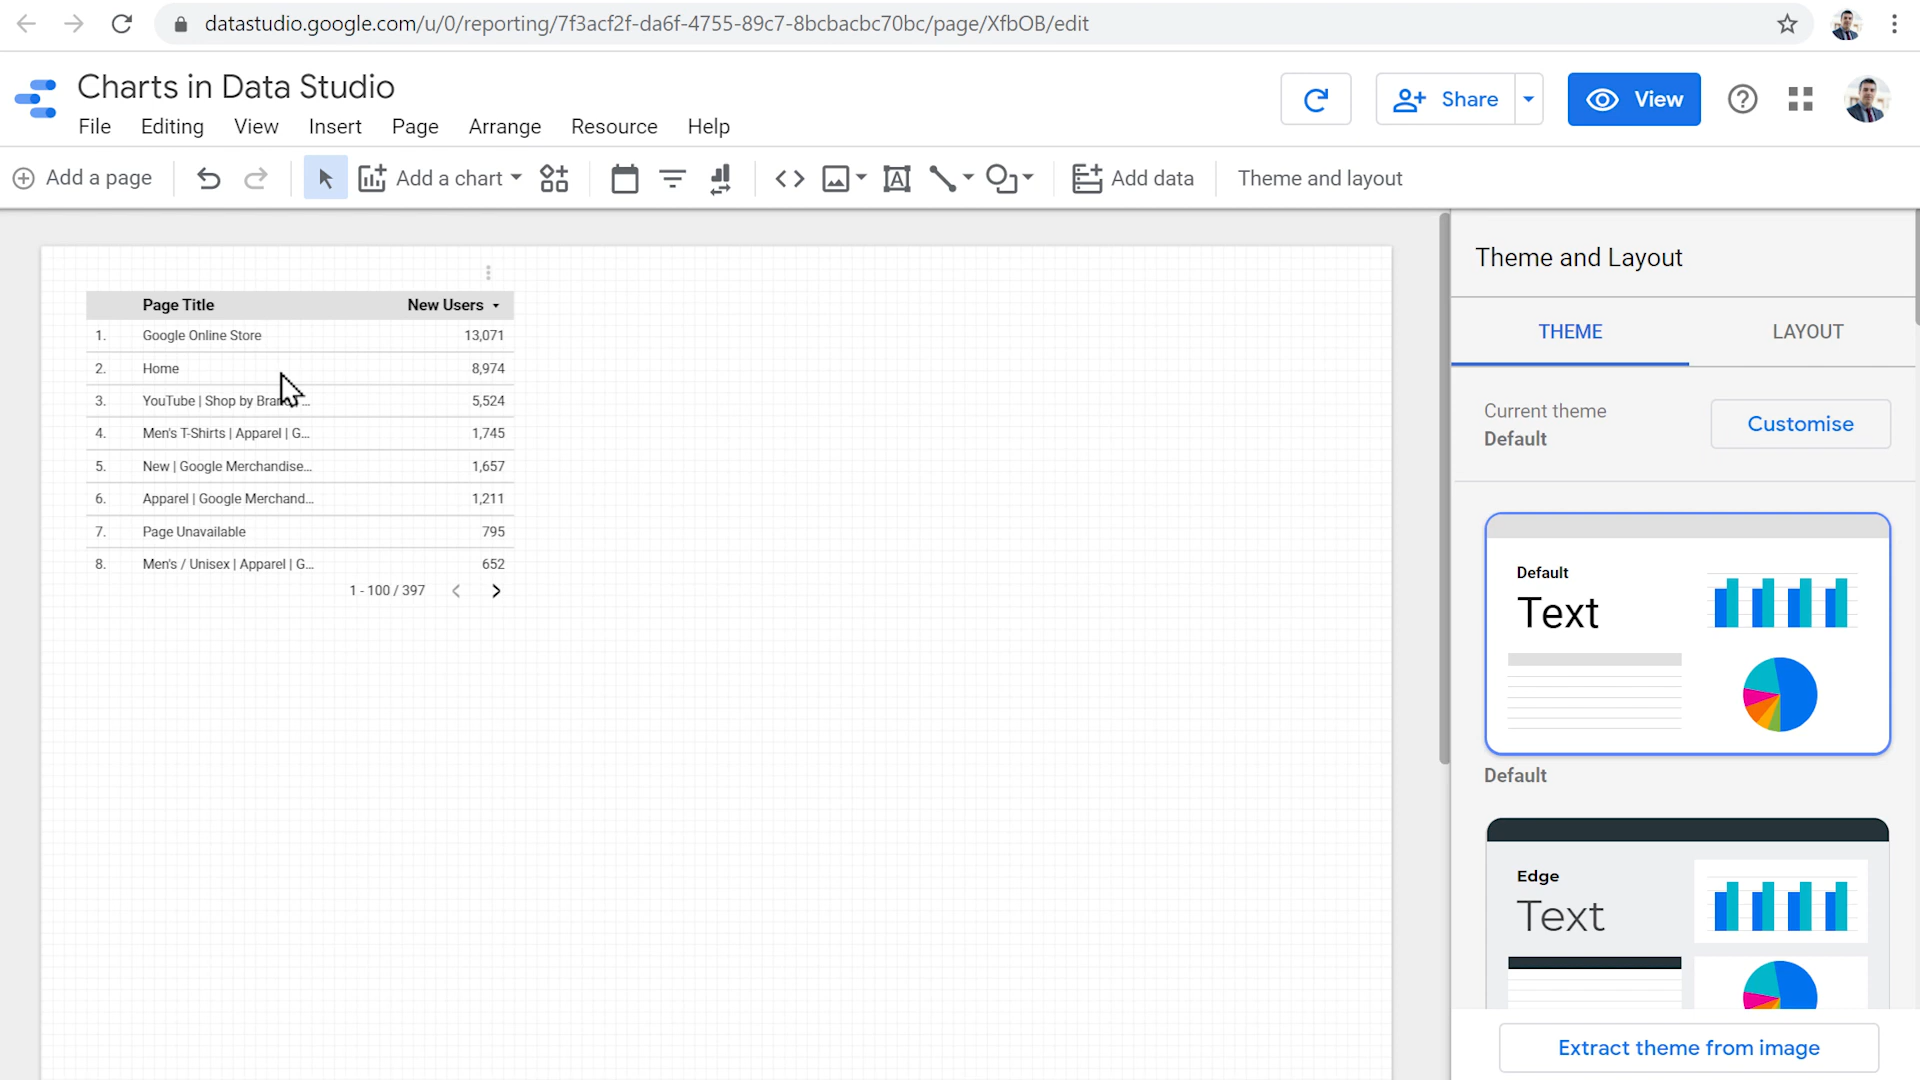 datastudio.google.com/u/0/reporting/7f3acf2f-da6f-4755-89c7-8bcbacbc70bc/page/XfbOB/edit
Charts in Data Studio
File Editing View Insert Page Arrange Resource Help
Share View
Add a page Add a chart Add data Theme and layout
Page Title New Users
1. Google Online Store 13,071
2. Home 8,974
3. YouTube | Shop by ... 5,524
4. Men's T-Shirts | Apparel | G... 1,745
5. New | Google Merchandise... 1,657
6. Apparel | Google Merchand... 1,211
7. Page Unavailable 795
8. Men's / Unisex | Apparel | G... 652
1 - 100 / 397
Theme and Layout
THEME LAYOUT
Current theme
Default
Customise
Default
Text
Default
Edge
Text
Extract theme from image